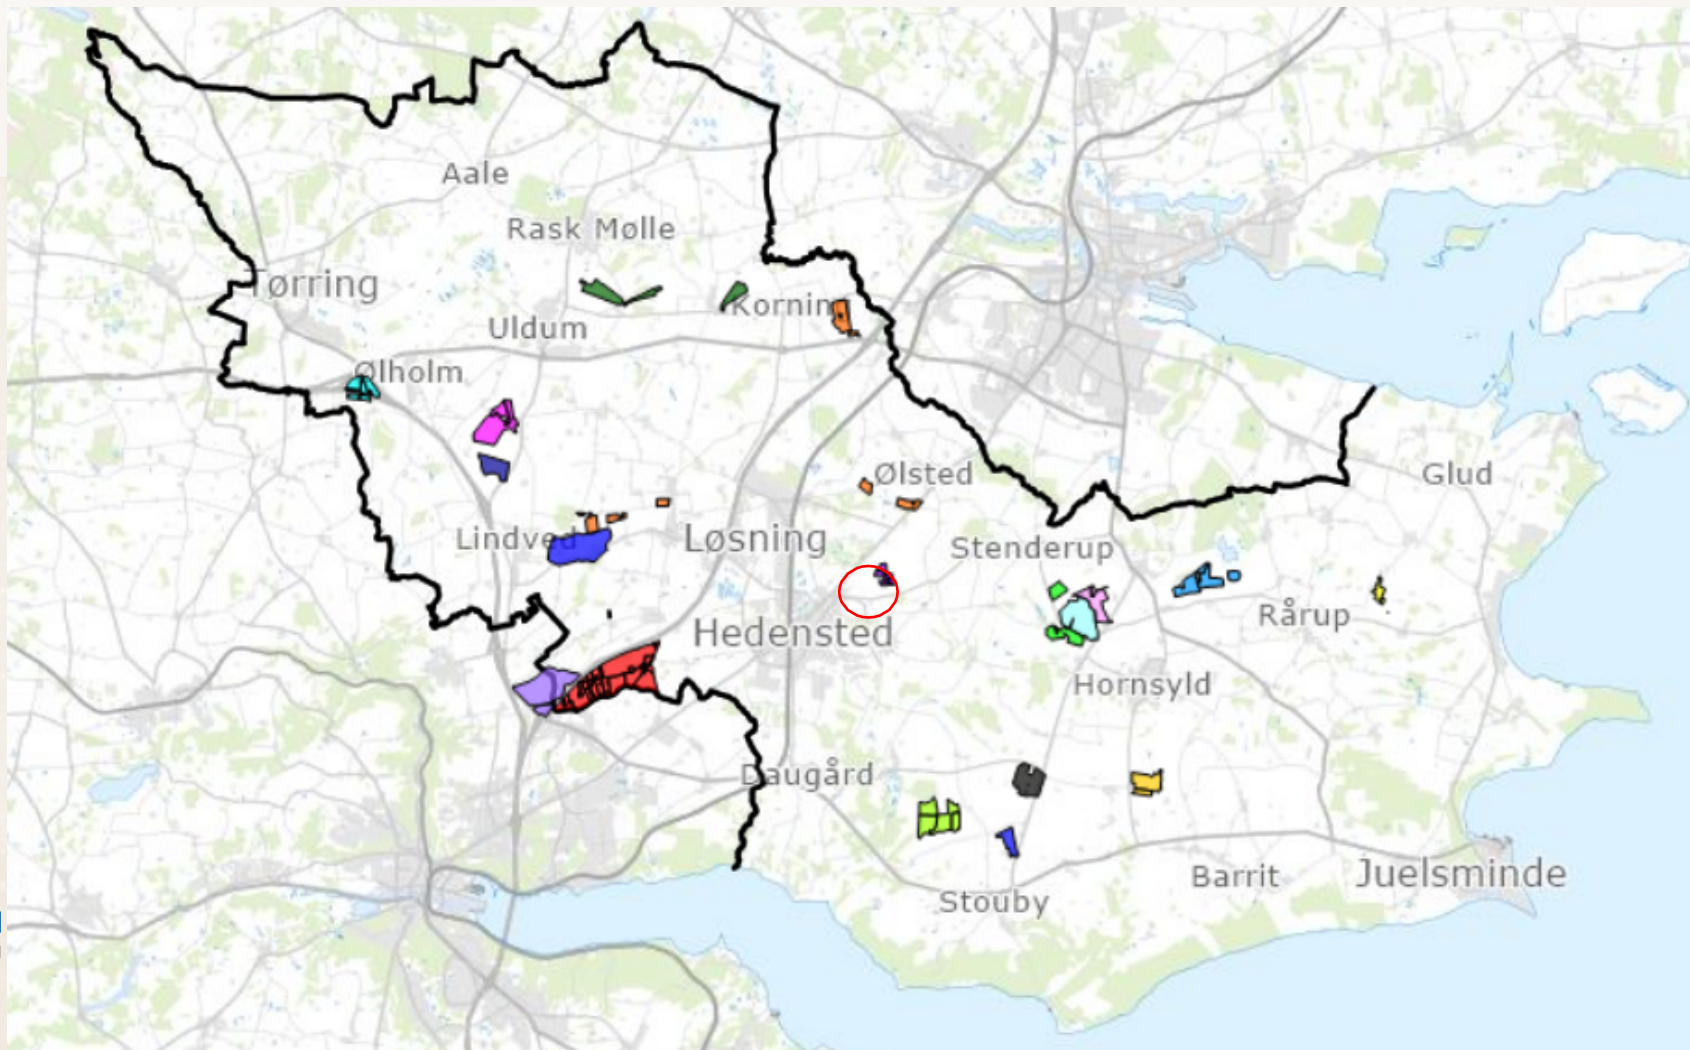 Aale
Rask Mølle
Tørring
Korning
Uldum
Ølholm
Ølsted
Glud
Lindved
Løsning
Stenderup
Rårup
Hedensted
Hornsyld
Daugård
Barrit
Juelsminde
Stouby